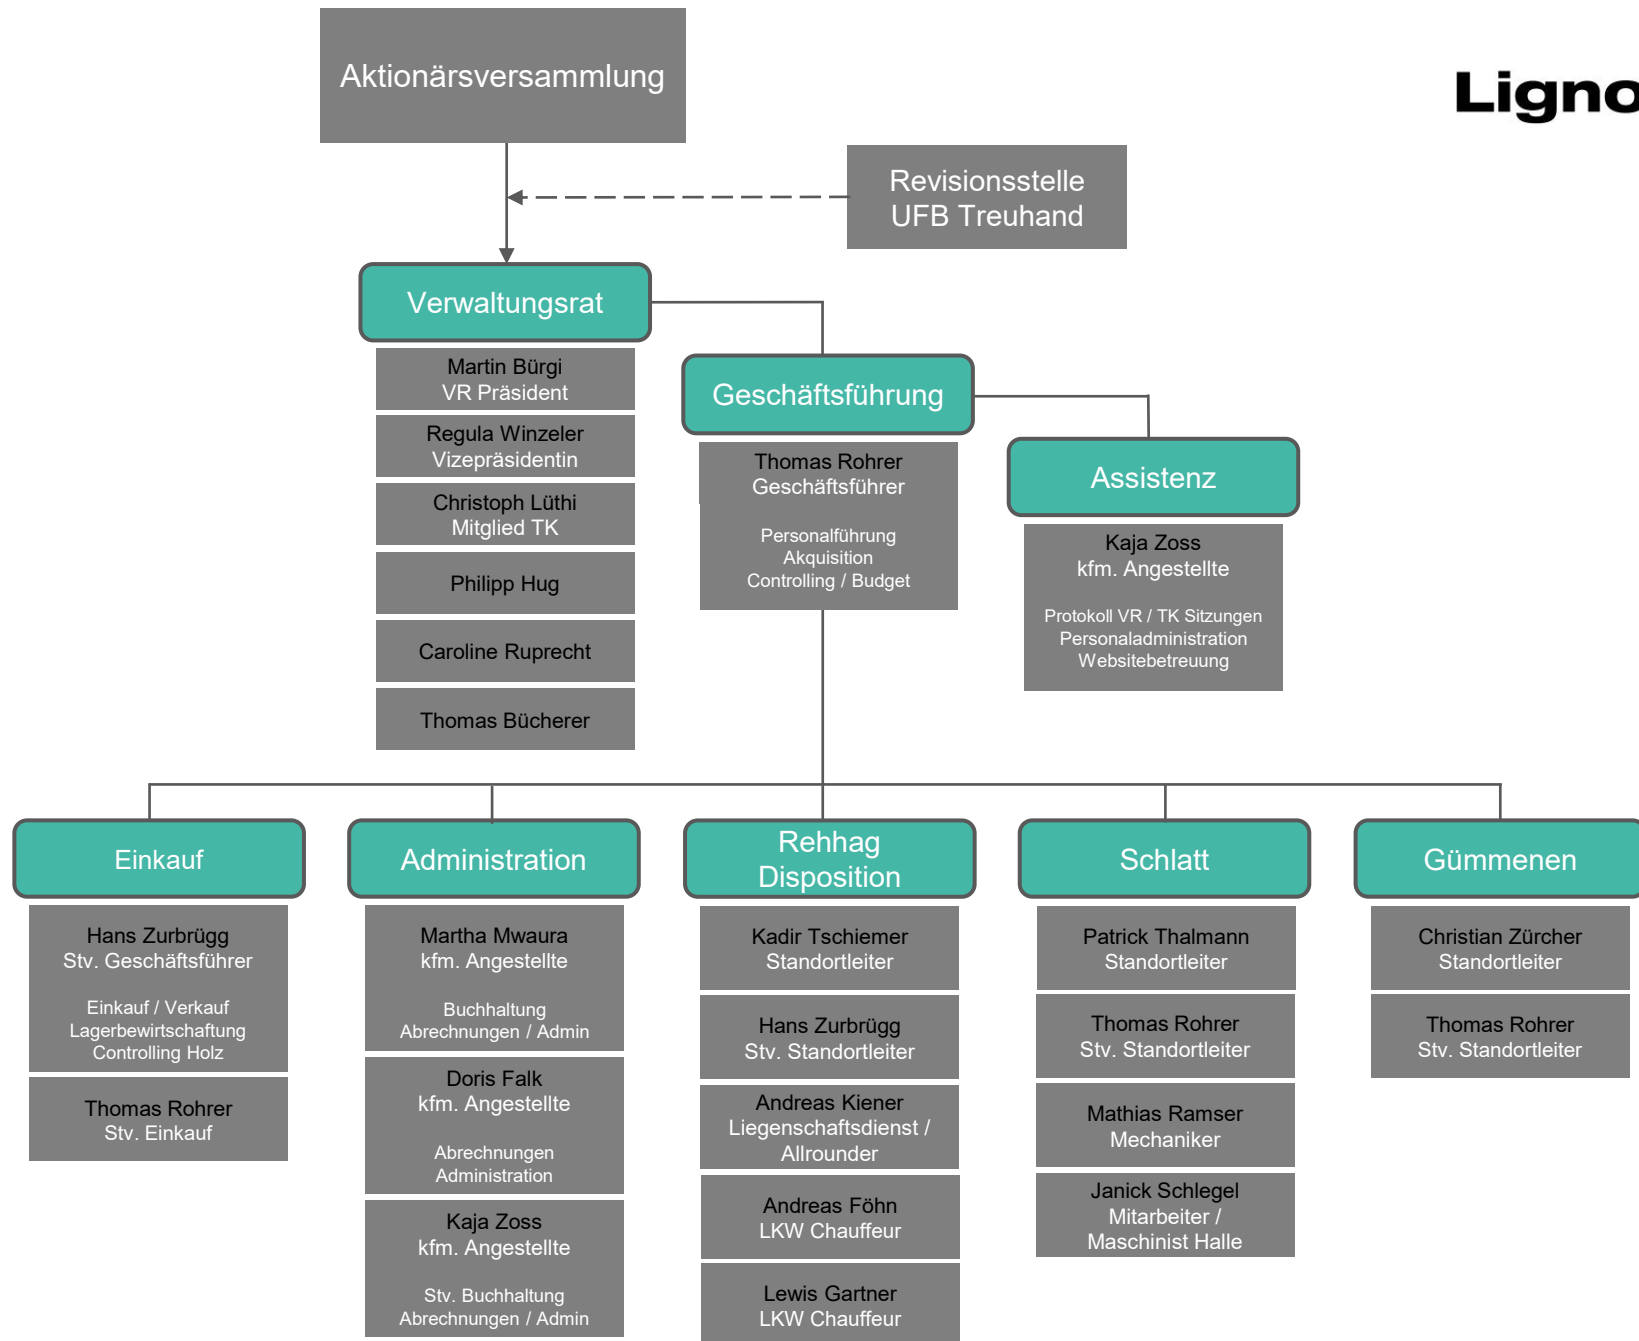 Aktionärsversammlung
Ligno
Revisionsstelle
UFB Treuhand
Verwaltungsrat
Martin Bürgi
VR Präsident
Regula Winzeler
Vizepräsidentin
Christoph Lüthi
Mitglied TK
Philipp Hug
Caroline Ruprecht
Thomas Bücherer
Geschäftsführung
Thomas Rohrer
Geschäftsführer
Personalführung
Akquisition
Controlling / Budget
Assistenz
Kaja Zoss
kfm. Angestellte
Protokoll VR / TK Sitzungen
Personaladministration
Websitebetreuung
Einkauf
Hans Zurbrügg
Stv. Geschäftsführer
Einkauf / Verkauf
Lagerbewirtschaftung
Controlling Holz
Thomas Rohrer
Stv. Einkauf
Administration
Martha Mwaura
kfm. Angestellte
Buchhaltung
Abrechnungen / Admin
Doris Falk
kfm. Angestellte
Abrechnungen
Administration
Kaja Zoss
kfm. Angestellte
Stv. Buchhaltung
Abrechnungen / Admin
Rehhag
Disposition
Kadir Tschiemer
Standortleiter
Hans Zurbrügg
Stv. Standortleiter
Andreas Kiener
Liegenschaftsdienst /
Allrounder
Andreas Föhn
LKW Chauffeur
Lewis Gartner
LKW Chauffeur
Schlatt
Patrick Thalmann
Standortleiter
Thomas Rohrer
Stv. Standortleiter
Mathias Ramser
Mechaniker
Janick Schlegel
Mitarbeiter /
Maschinist Halle
Gümmenen
Christian Zürcher
Standortleiter
Thomas Rohrer
Stv. Standortleiter